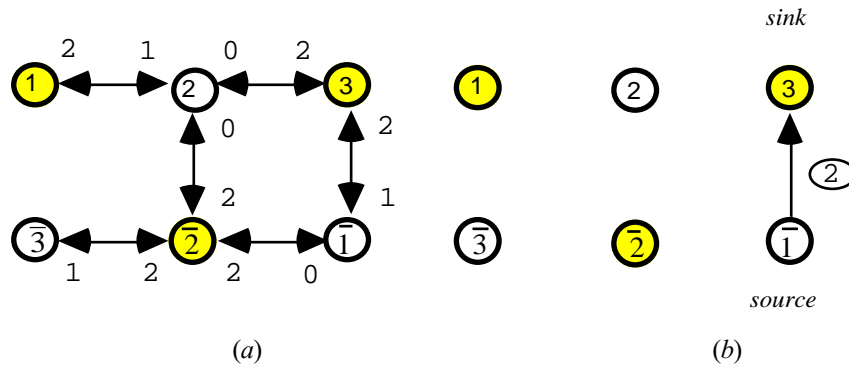 sink
2 1 0 2
1 2 3 1 2 3
0 2
2
2 1
3̅ 2̅ 1̅ 3̅ 2̅ 1̅
1 2 2 0
source
(a) (b)